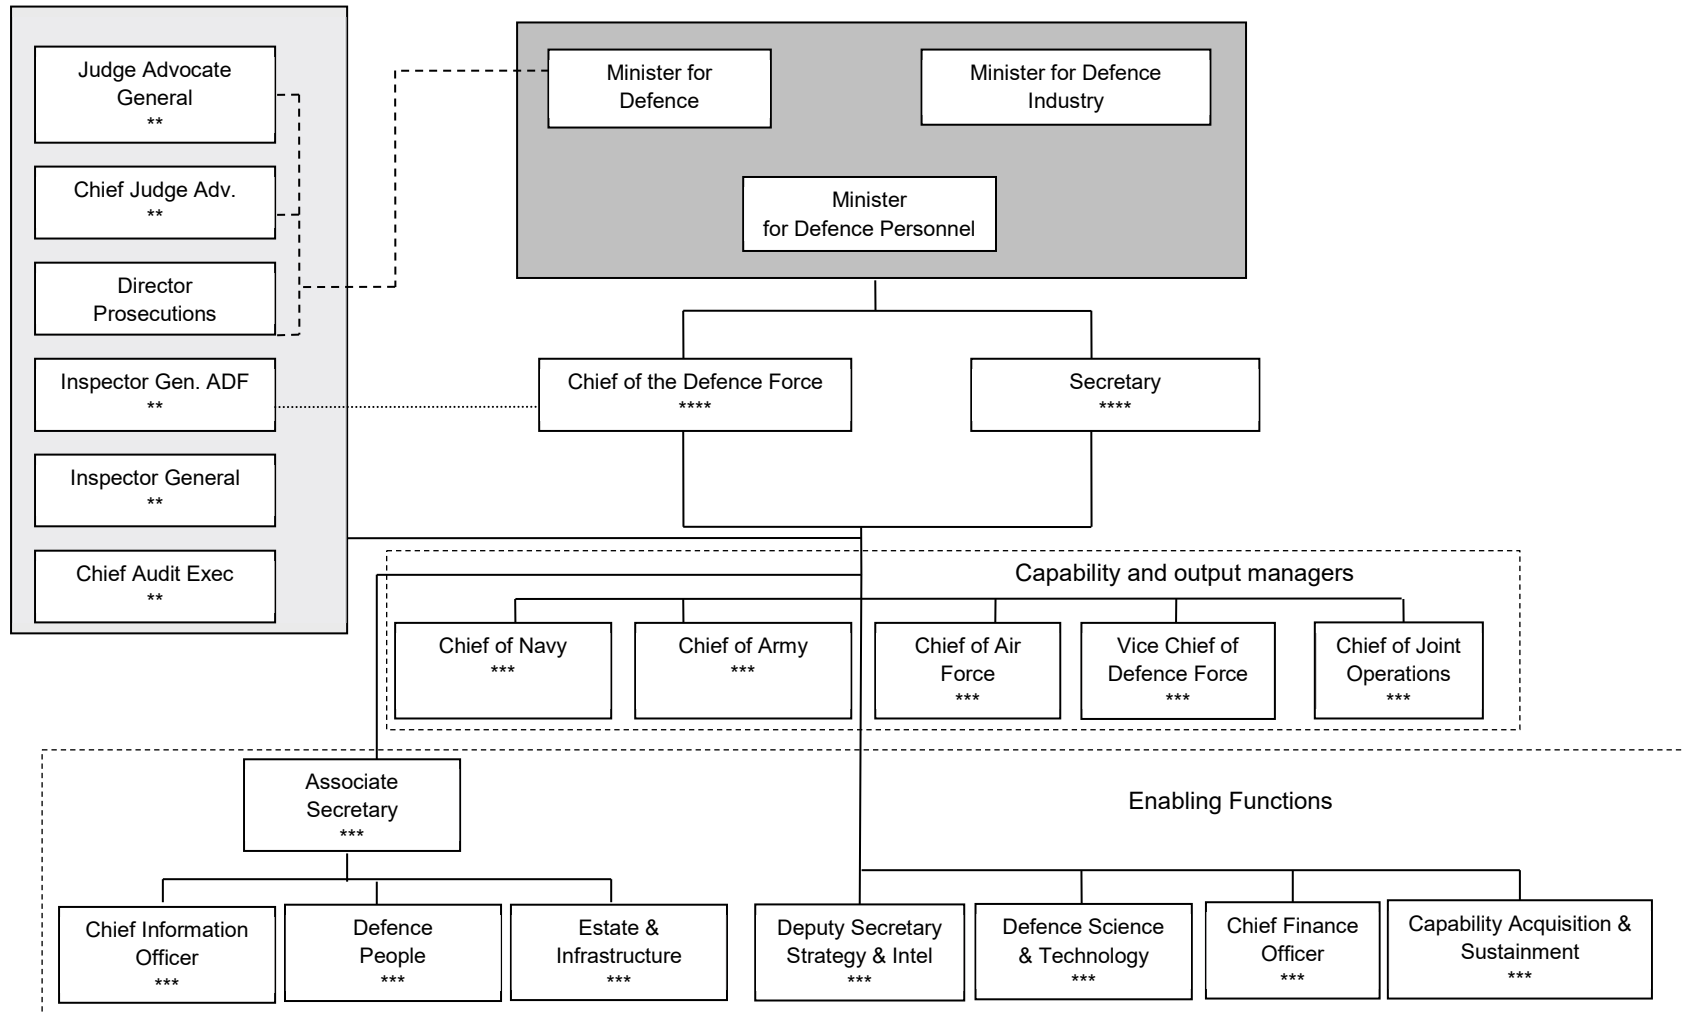 Judge Advocate
General
**
Chief Judge Adv.
**
Director
Prosecutions
Inspector Gen. ADF
**
Inspector General
**
Chief Audit Exec
**
Minister for
Defence
Minister for Defence
Industry
Minister
for Defence Personnel
Chief of the Defence Force
****
Secretary
****
Capability and output managers
Chief of Navy
***
Chief of Army
***
Chief of Air
Force
***
Vice Chief of
Defence Force
***
Chief of Joint
Operations
***
Associate
Secretary
***
Enabling Functions
Chief Information
Officer
***
Defence
People
***
Estate &
Infrastructure
***
Deputy Secretary
Strategy & Intel
***
Defence Science
& Technology
***
Chief Finance
Officer
***
Capability Acquisition &
Sustainment
***